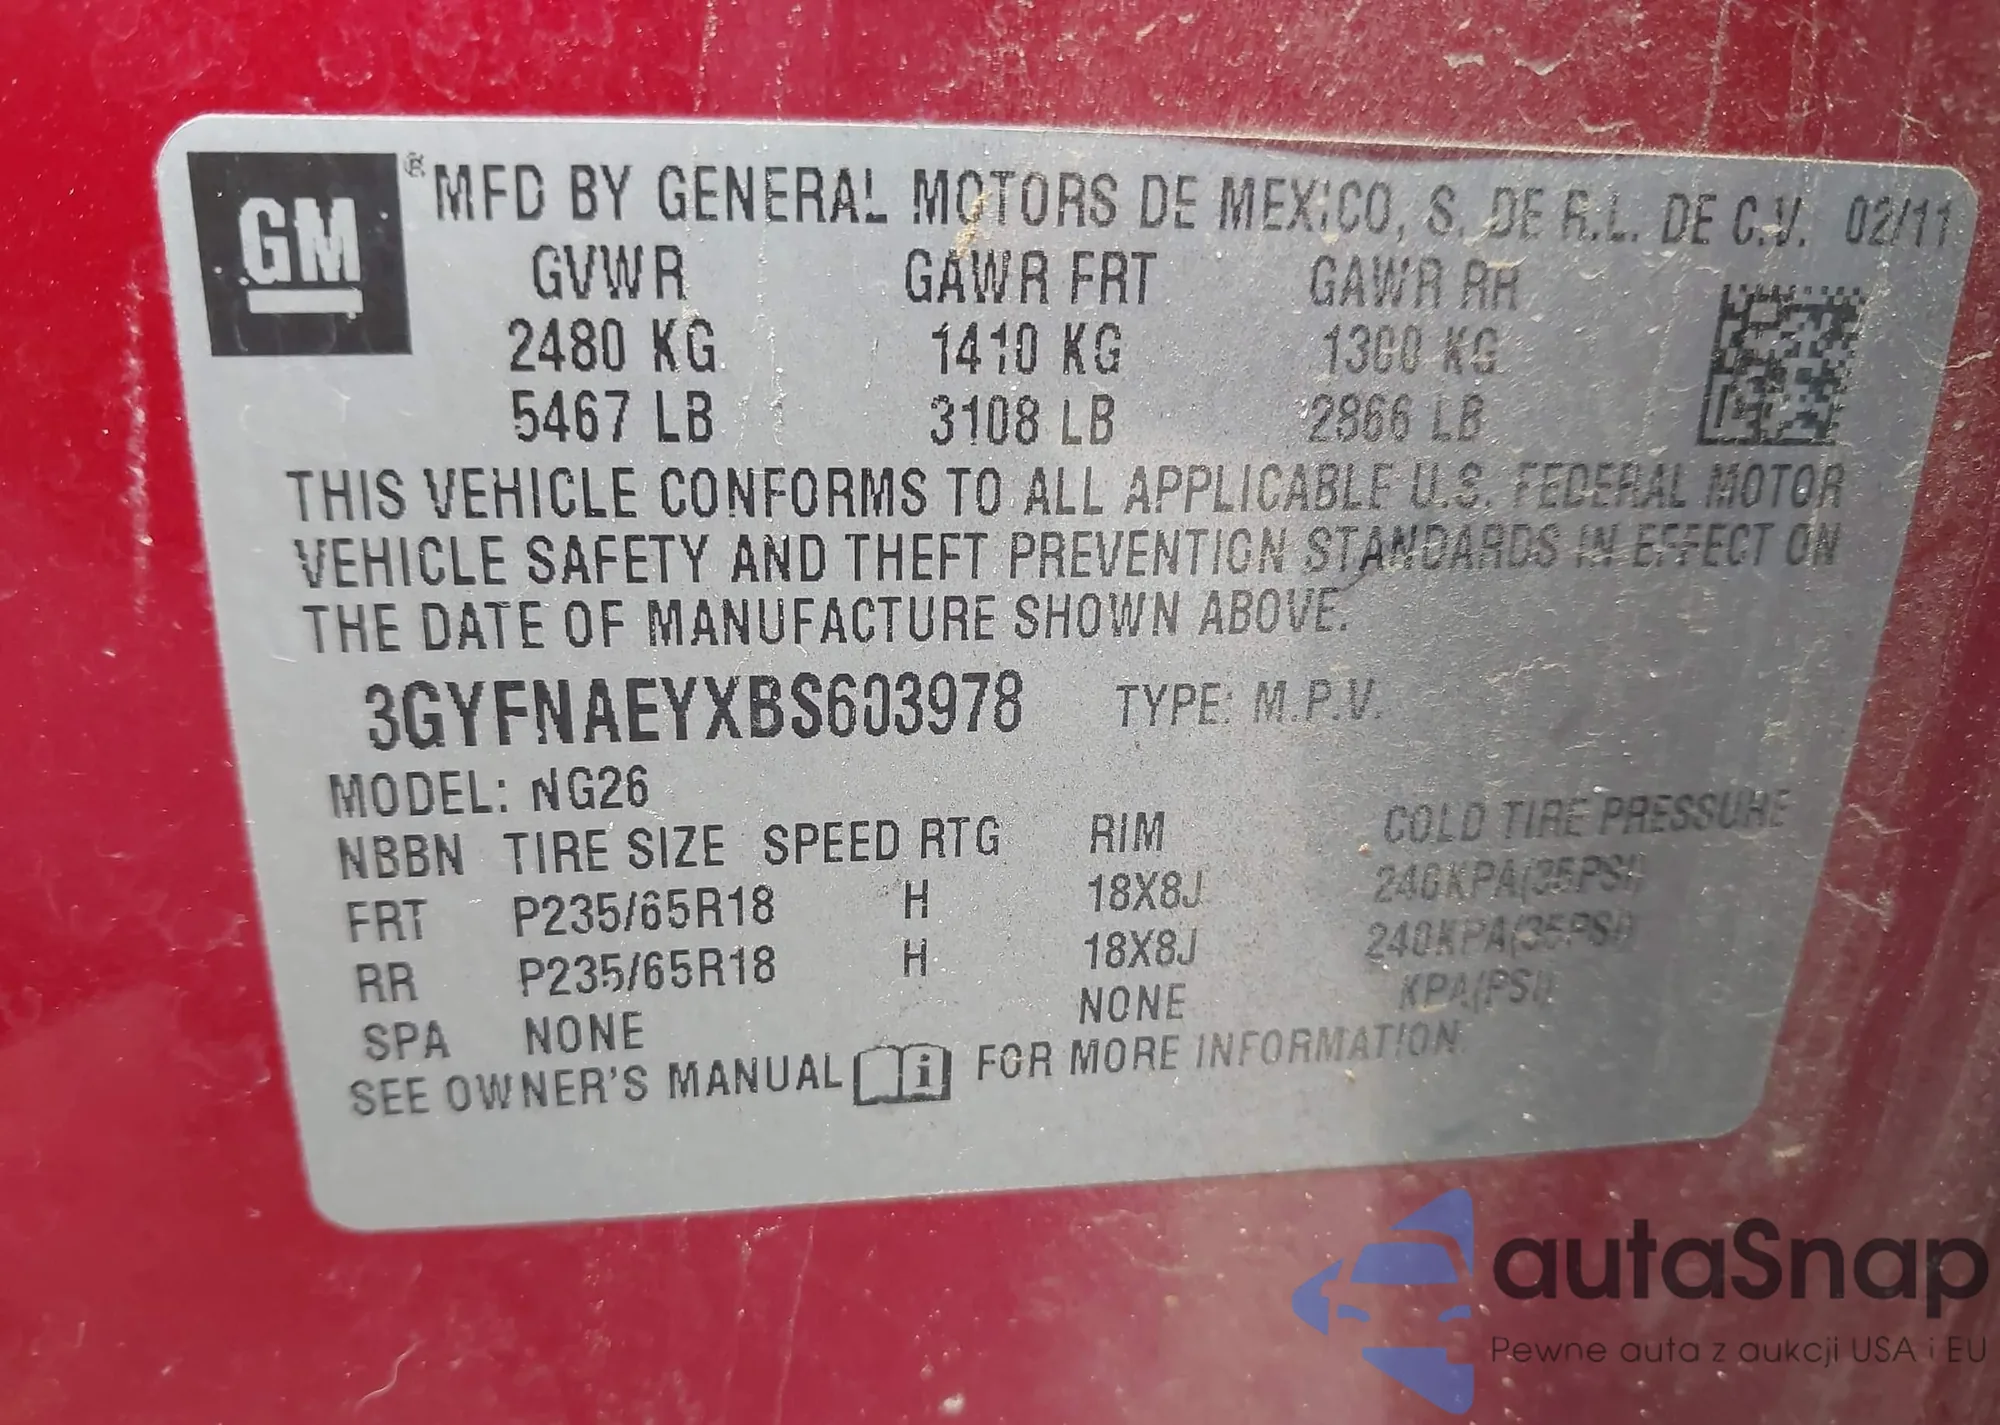 GM ® MFD BY GENERAL MOTORS DE MEXICO, S. DE R.L. DE C.V. 02/11
GVWR GAWR FRT GAWR RR
2480 KG 1410 KG 1300 KG
5467 LB 3108 LB 2866 LB
THIS VEHICLE CONFORMS TO ALL APPLICABLE U.S. FEDERAL MOTOR
VEHICLE SAFETY AND THEFT PREVENTION STANDARDS IN EFFECT ON
THE DATE OF MANUFACTURE SHOWN ABOVE.
3GYFNAEYXBS603978 TYPE: M.P.V.
MODEL: NG26
NBBN TIRE SIZE SPEED RTG RIM COLD TIRE PRESSURE
FRT P235/65R18 H 18X8J 240KPA(35PSI)
RR P235/65R18 H 18X8J 240KPA(35PSI)
SPA NONE NONE KPA(PSI)
SEE OWNER'S MANUAL i FOR MORE INFORMATION
autaSnap
Pewne auta z aukcji USA i EU